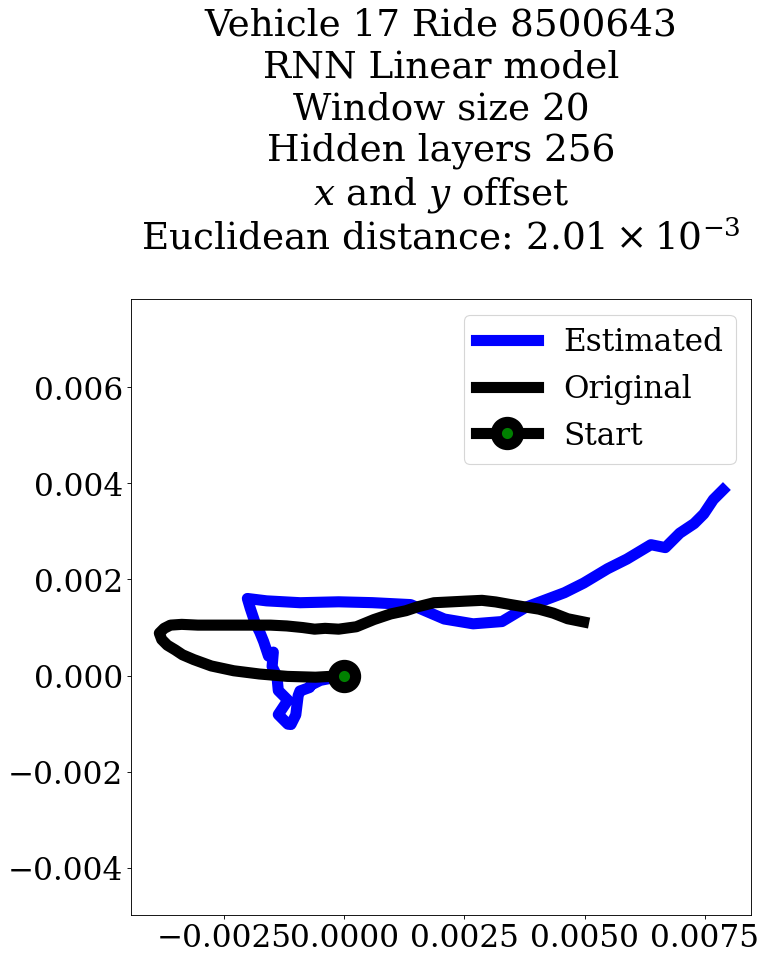 Vehicle 17 Ride 8500643
RNN Linear model
Window size 20
Hidden layers 256
x and y offset
Euclidean distance: 2.01 × 10⁻³
Estimated
Original
Start
0.006
0.004
0.002
0.000
−0.002
−0.004
−0.0025 0.0000 0.0025 0.0050 0.0075